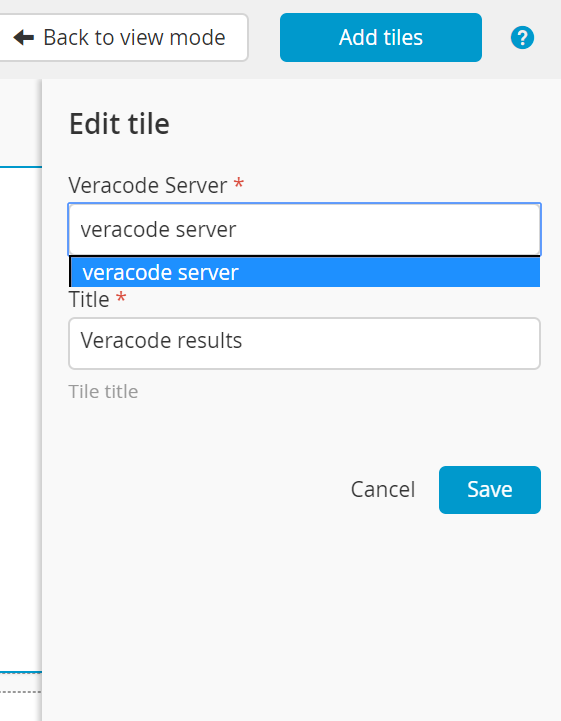 Back to view mode
Add tiles
?
Edit tile
Veracode Server *
veracode server
veracode server
Title *
Veracode results
Tile title
Cancel
Save